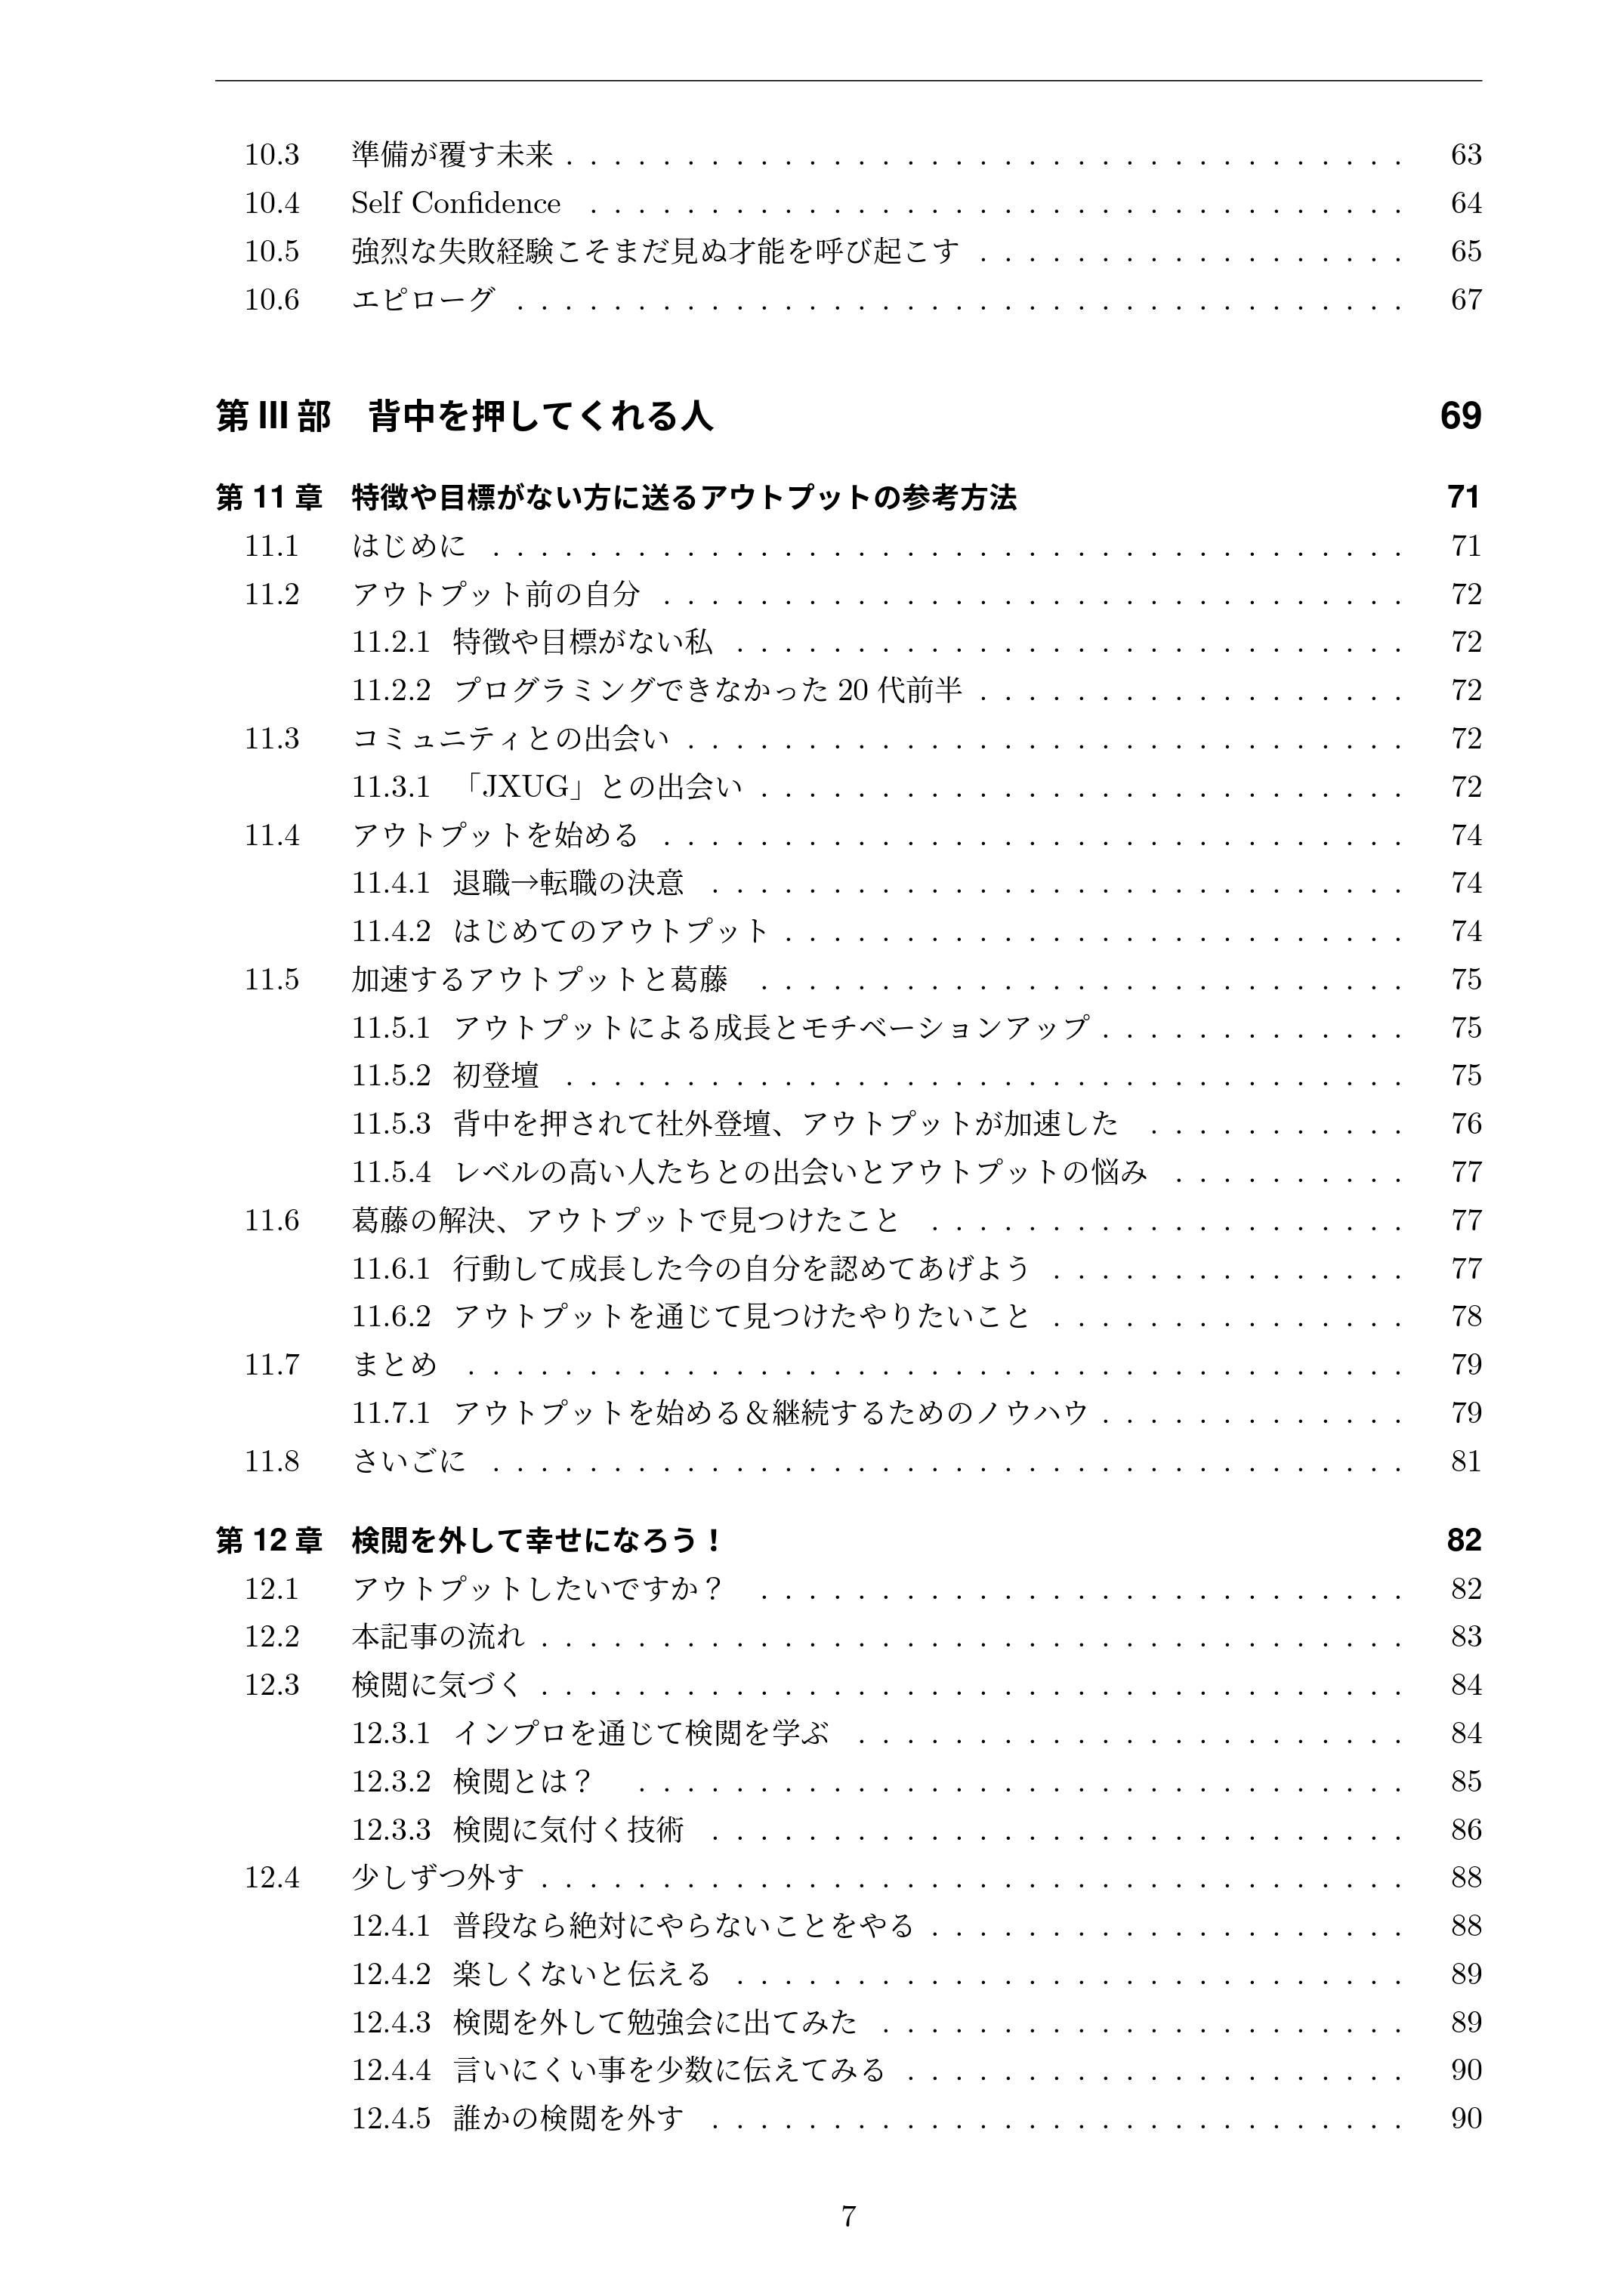 10.3 準備が覆す未来 . . . . . . . . . . . . . . . . . . . . . . . . . . . . . . . . . . . 63
10.4 Self Confidence . . . . . . . . . . . . . . . . . . . . . . . . . . . . . . . . . . 64
10.5 強烈な失敗経験こそまだ見ぬ才能を呼び起こす . . . . . . . . . . . . . . . . . . 65
10.6 エピローグ . . . . . . . . . . . . . . . . . . . . . . . . . . . . . . . . . . . . . 67
第 III 部 背中を押してくれる人 69
第 11 章 特徴や目標がない方に送るアウトプットの参考方法 71
11.1 はじめに . . . . . . . . . . . . . . . . . . . . . . . . . . . . . . . . . . . . . . 71
11.2 アウトプット前の自分 . . . . . . . . . . . . . . . . . . . . . . . . . . . . . . . 72
11.2.1 特徴や目標がない私 . . . . . . . . . . . . . . . . . . . . . . . . . . . . 72
11.2.2 プログラミングできなかった 20 代前半 . . . . . . . . . . . . . . . . . . 72
11.3 コミュニティとの出会い . . . . . . . . . . . . . . . . . . . . . . . . . . . . . . 72
11.3.1 「JXUG」との出会い . . . . . . . . . . . . . . . . . . . . . . . . . . . 72
11.4 アウトプットを始める . . . . . . . . . . . . . . . . . . . . . . . . . . . . . . . 74
11.4.1 退職→転職の決意 . . . . . . . . . . . . . . . . . . . . . . . . . . . . . 74
11.4.2 はじめてのアウトプット . . . . . . . . . . . . . . . . . . . . . . . . . . 74
11.5 加速するアウトプットと葛藤 . . . . . . . . . . . . . . . . . . . . . . . . . . . 75
11.5.1 アウトプットによる成長とモチベーションアップ . . . . . . . . . . . . . 75
11.5.2 初登壇 . . . . . . . . . . . . . . . . . . . . . . . . . . . . . . . . . . . 75
11.5.3 背中を押されて社外登壇、アウトプットが加速した . . . . . . . . . . . 76
11.5.4 レベルの高い人たちとの出会いとアウトプットの悩み . . . . . . . . . . 77
11.6 葛藤の解決、アウトプットで見つけたこと . . . . . . . . . . . . . . . . . . . . 77
11.6.1 行動して成長した今の自分を認めてあげよう . . . . . . . . . . . . . . . 77
11.6.2 アウトプットを通じて見つけたやりたいこと . . . . . . . . . . . . . . . 78
11.7 まとめ . . . . . . . . . . . . . . . . . . . . . . . . . . . . . . . . . . . . . . . 79
11.7.1 アウトプットを始める＆継続するためのノウハウ . . . . . . . . . . . . . 79
11.8 さいごに . . . . . . . . . . . . . . . . . . . . . . . . . . . . . . . . . . . . . . 81
第 12 章 検閲を外して幸せになろう！ 82
12.1 アウトプットしたいですか？ . . . . . . . . . . . . . . . . . . . . . . . . . . . 82
12.2 本記事の流れ . . . . . . . . . . . . . . . . . . . . . . . . . . . . . . . . . . . . 83
12.3 検閲に気づく . . . . . . . . . . . . . . . . . . . . . . . . . . . . . . . . . . . . 84
12.3.1 インプロを通じて検閲を学ぶ . . . . . . . . . . . . . . . . . . . . . . . 84
12.3.2 検閲とは？ . . . . . . . . . . . . . . . . . . . . . . . . . . . . . . . . 85
12.3.3 検閲に気付く技術 . . . . . . . . . . . . . . . . . . . . . . . . . . . . . 86
12.4 少しずつ外す . . . . . . . . . . . . . . . . . . . . . . . . . . . . . . . . . . . . 88
12.4.1 普段なら絶対にやらないことをやる . . . . . . . . . . . . . . . . . . . . 88
12.4.2 楽しくないと伝える . . . . . . . . . . . . . . . . . . . . . . . . . . . . 89
12.4.3 検閲を外して勉強会に出てみた . . . . . . . . . . . . . . . . . . . . . . 89
12.4.4 言いにくい事を少数に伝えてみる . . . . . . . . . . . . . . . . . . . . . 90
12.4.5 誰かの検閲を外す . . . . . . . . . . . . . . . . . . . . . . . . . . . . . 90
7